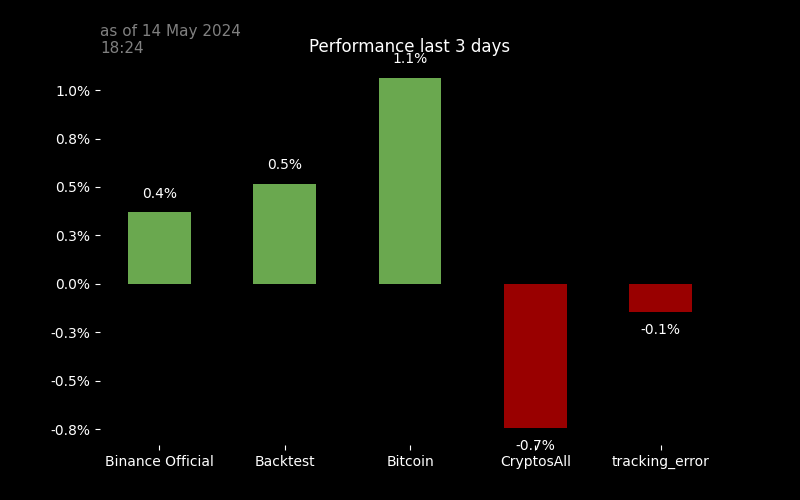 as of 14 May 2024
18:24
Performance last 3 days
1.1%
1.0%
0.8%
0.5%
0.4%
0.5%
0.3%
0.0%
-0.3%
-0.1%
-0.5%
-0.8%
-0.7%
Binance Official
Backtest
Bitcoin
CryptosAll
tracking_error